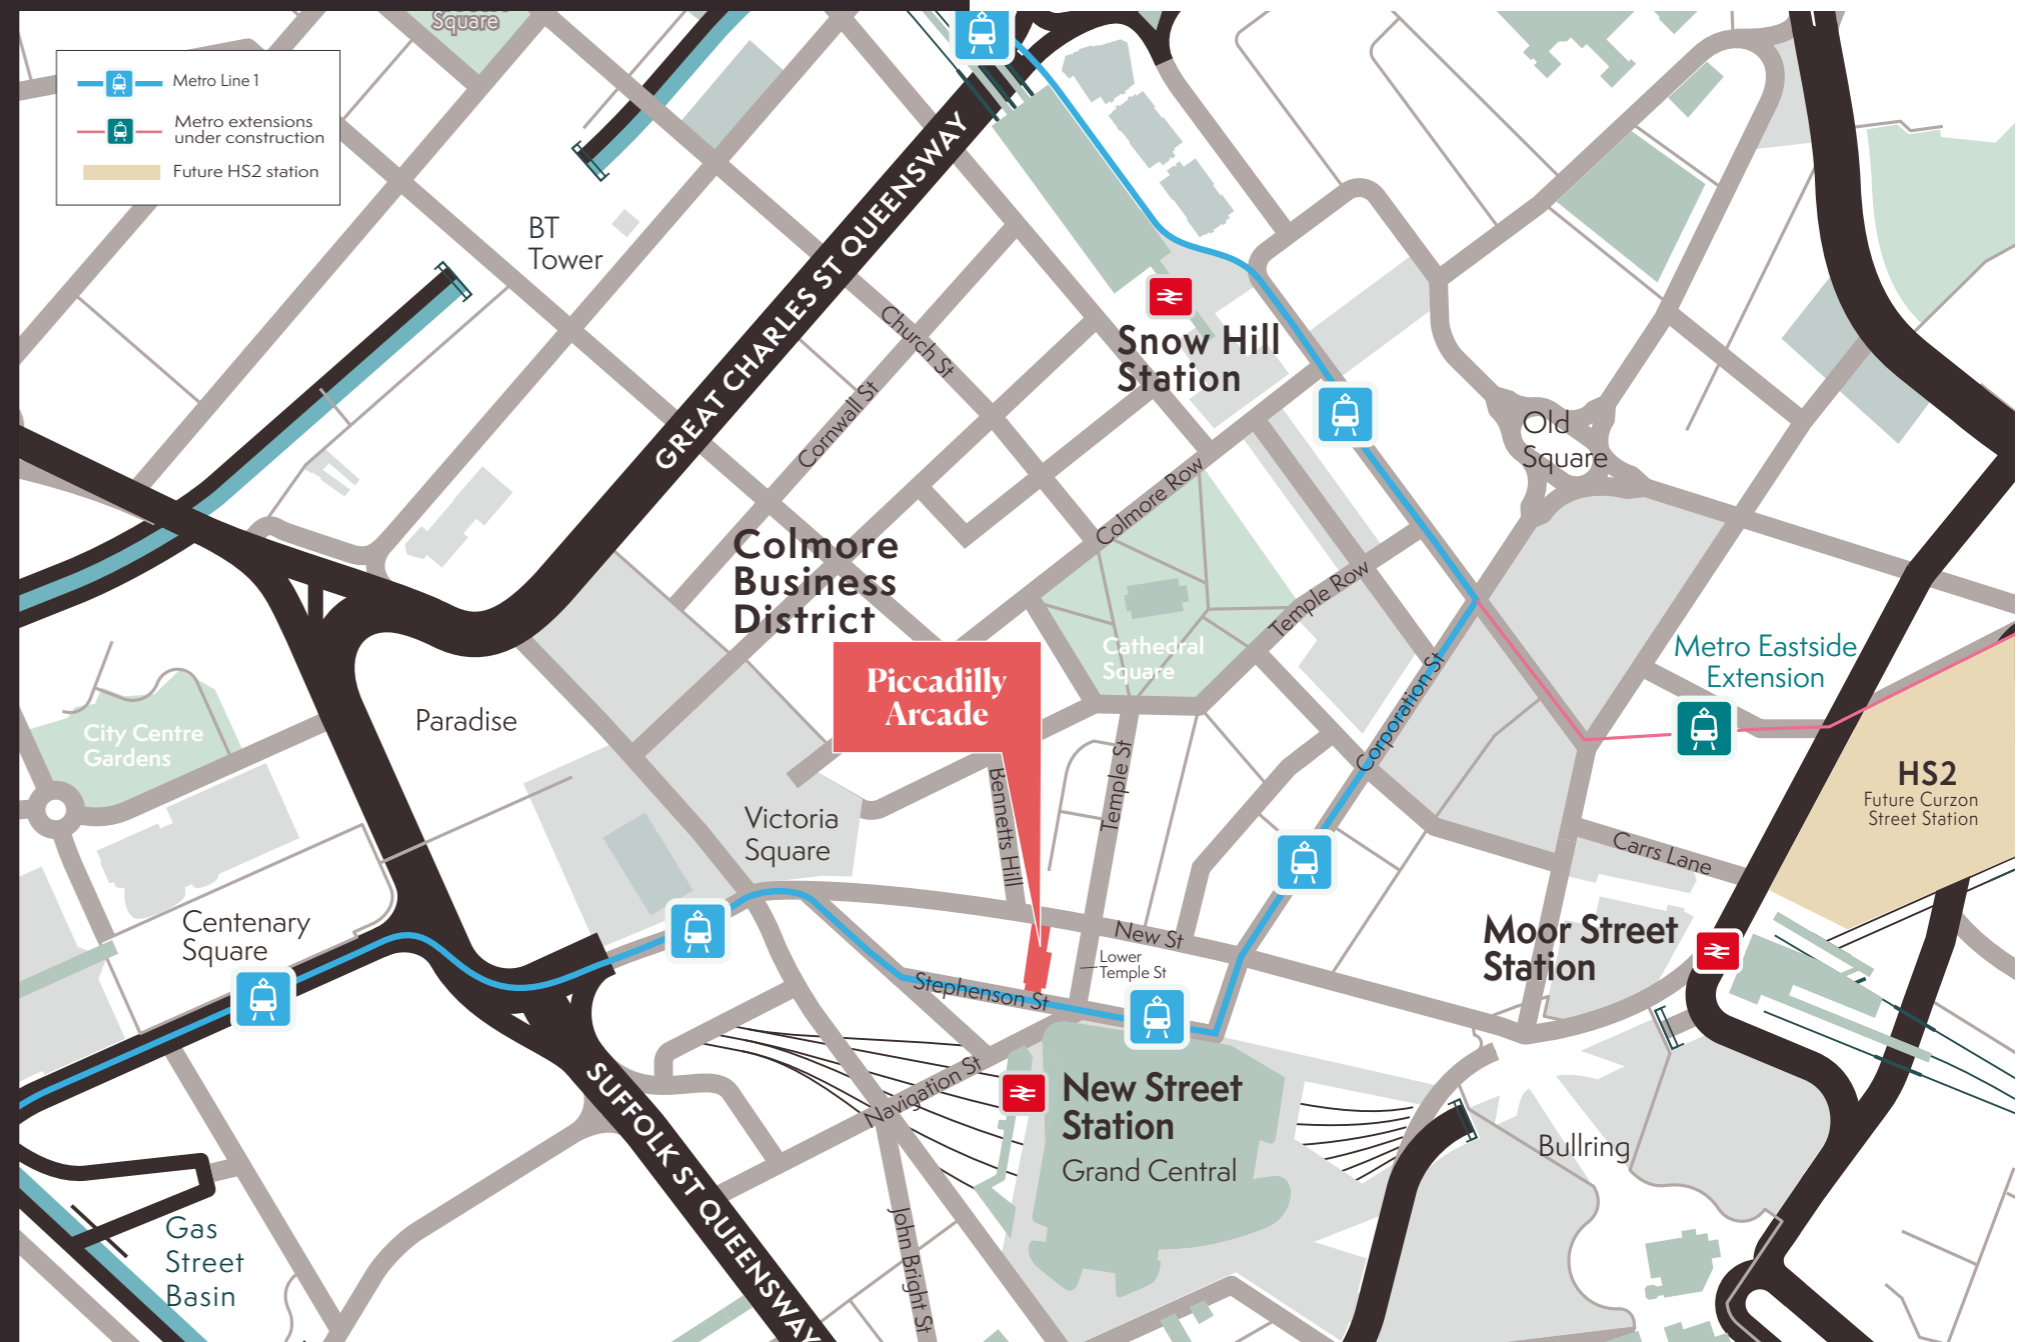 Square
Metro Line 1
Metro extensions
under construction
Future HS2 station
BT
Tower
GREAT CHARLES ST QUEENSWAY
Church St
Cornwall St
Snow Hill
Station
Old
Square
Colmore Row
Colmore
Business
District
Temple Row
Cathedral
Square
Metro Eastside
Extension
Piccadilly
Arcade
Corporation St
Paradise
City Centre
Gardens
Bennetts Hill
Temple St
HS2
Future Curzon
Street Station
Victoria
Square
Carrs Lane
Centenary
Square
New St
Lower
Temple St
Moor Street
Station
Stephenson St
Navigation St
New Street
Station
Grand Central
SUFFOLK ST QUEENSWAY
Bullring
John Bright St
Gas
Street
Basin